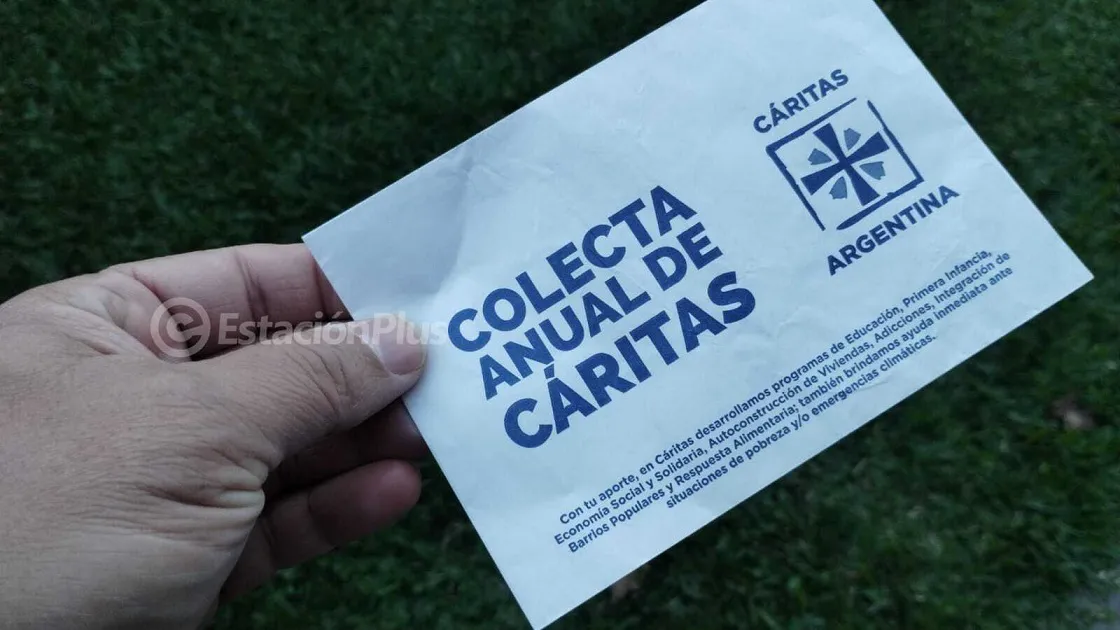 CÁRITAS
ARGENTINA
COLECTA
ANUAL DE
CÁRITAS
Con tu aporte, en Cáritas desarrollamos programas de Educación, Primera Infancia,
Economía Social y Solidaria, Autoconstrucción de Viviendas, Adicciones, Integración de
Barrios Populares y Respuesta Alimentaria; también brindamos ayuda inmediata ante
situaciones de pobreza y/o emergencias climáticas.
© EstaciónPlus